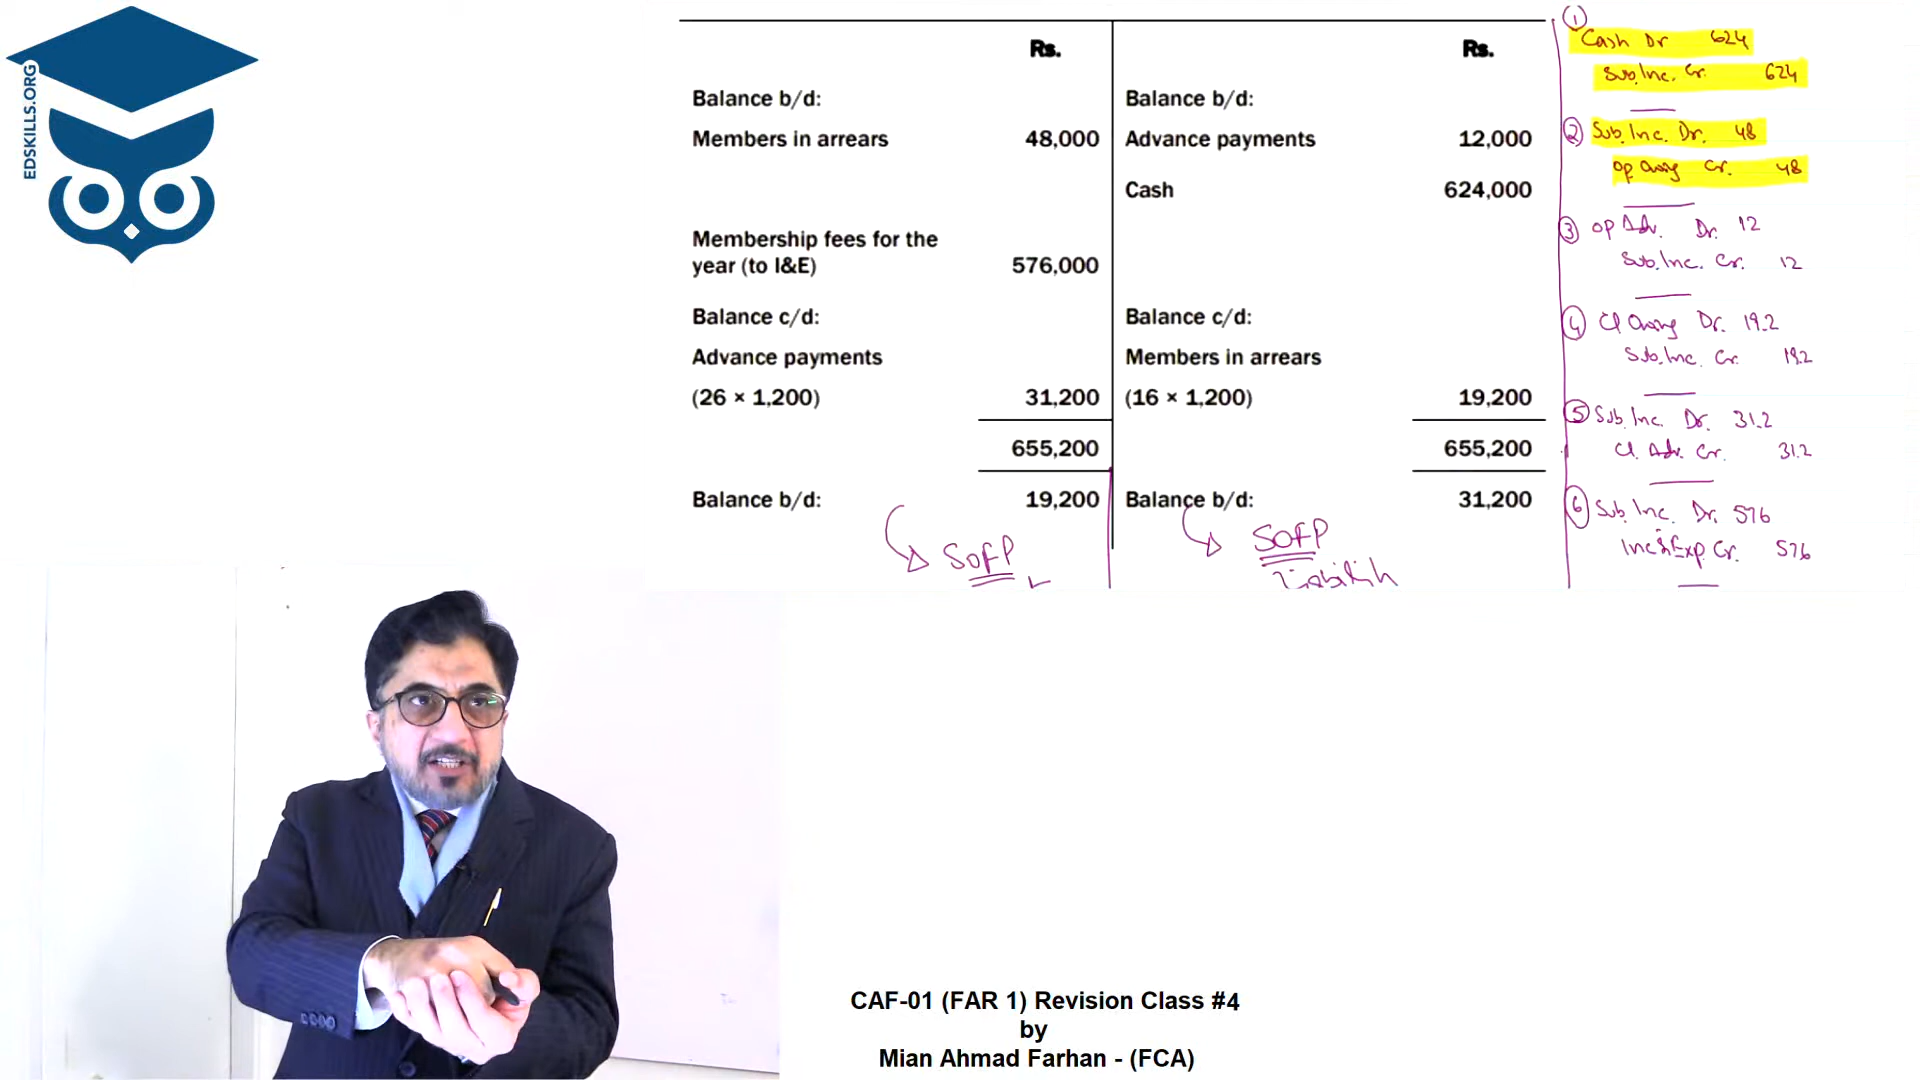 EDSKILLS.ORG
Rs. Rs.
Balance b/d: Balance b/d:
Members in arrears 48,000 Advance payments 12,000
Cash 624,000
Membership fees for the
year (to I&E) 576,000
Balance c/d: Balance c/d:
Advance payments Members in arrears
(26 × 1,200) 31,200 (16 × 1,200) 19,200
655,200 655,200
Balance b/d: 19,200 Balance b/d: 31,200
SOFP SOFP
1
Cash Dr 624
Sub.Inc. Cr. 624
2 Sub.Inc. Dr. 48
Op Owing Cr. 48
3 Op Adv. Dr. 12
Sub.Inc. Cr. 12
4 Cl Owing Dr. 19.2
Sub.Inc. Cr. 19.2
5 Sub.Inc. Dr. 31.2
Cl. Adv. Cr. 31.2
6 Sub.Inc. Dr. 576
Inc & Exp. Cr. 576
CAF-01 (FAR 1) Revision Class #4
by
Mian Ahmad Farhan - (FCA)